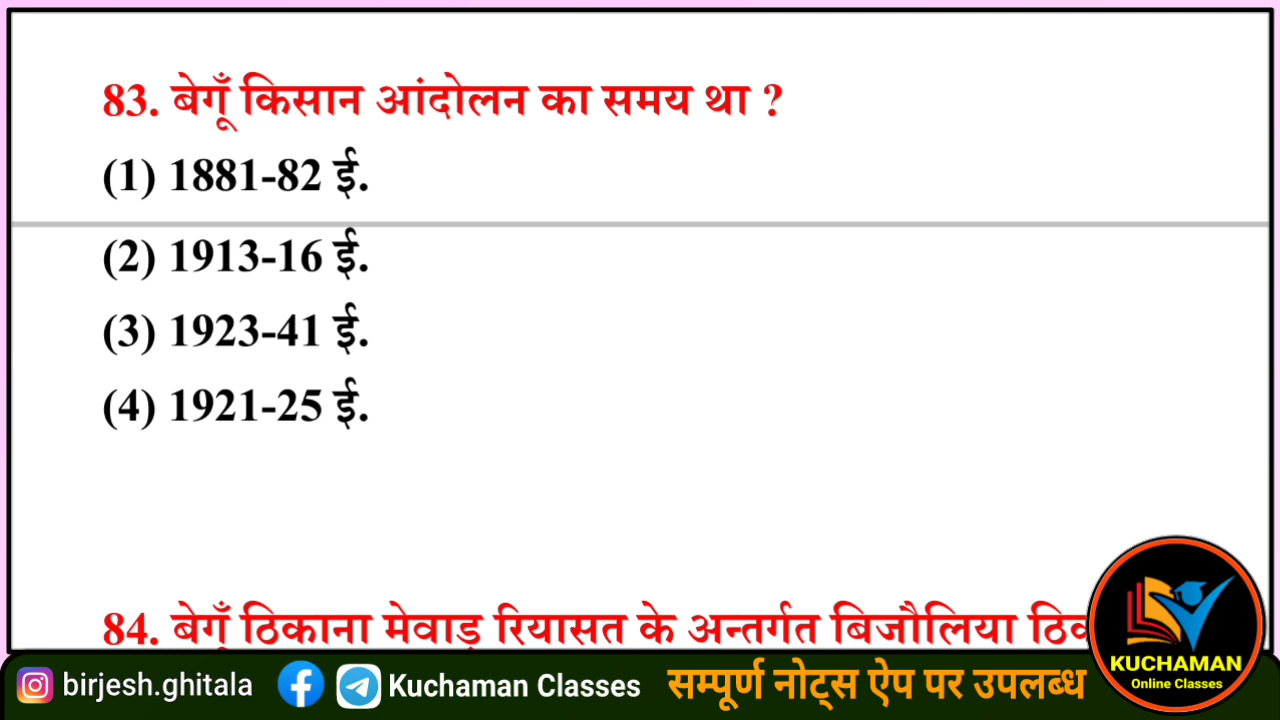 83. बेगूँ किसान आंदोलन का समय था ?
(1) 1881-82 ई.
(2) 1913-16 ई.
(3) 1923-41 ई.
(4) 1921-25 ई.
84. बेगूँ ठिकाना मेवाड़ रियासत के अन्तर्गत बिजौलिया
KUCHAMAN
Online Classes
birjesh.ghitala Kuchaman Classes सम्पूर्ण नोट्स ऐप पर उपलब्ध